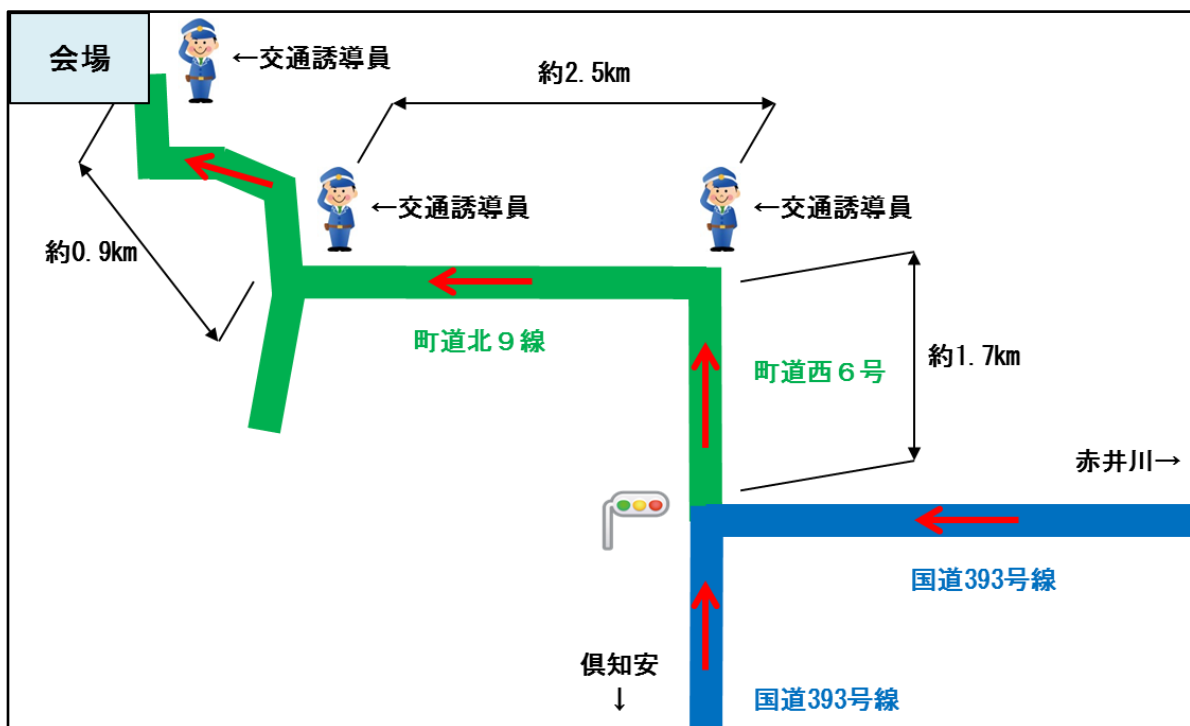 会場
←交通誘導員
約2.5km
←交通誘導員
←交通誘導員
約0.9km
町道北９線
町道西６号
約1.7km
赤井川→
国道393号線
倶知安
↓
国道393号線